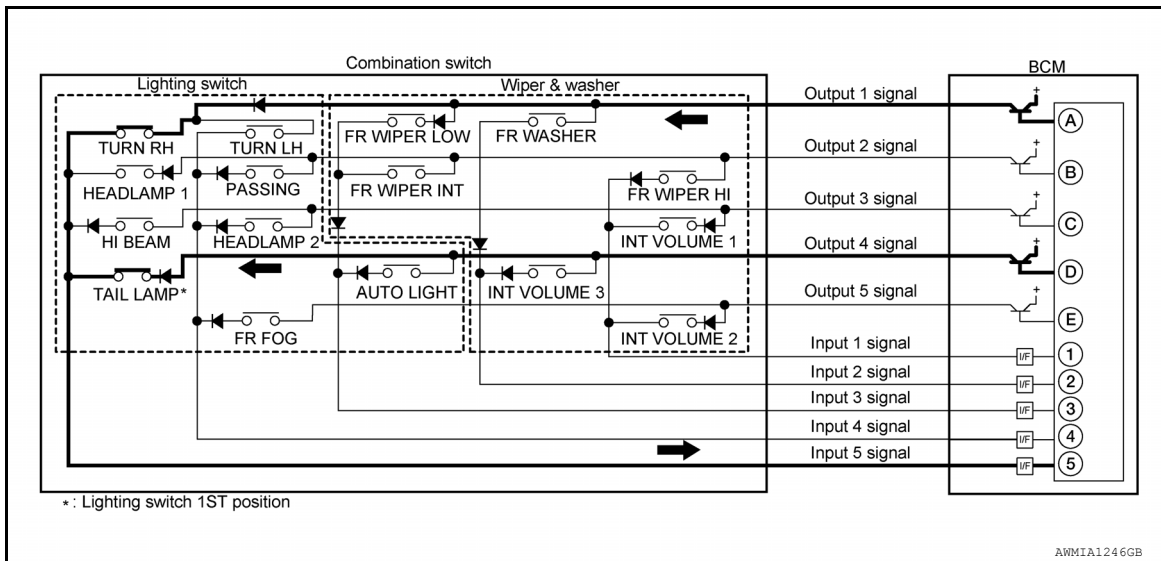 Combination switch
BCM
Lighting switch
Wiper & washer
Output 1 signal
+
A
TURN RH
TURN LH
FR WIPER LOW
FR WASHER
Output 2 signal
+
B
HEADLAMP 1
PASSING
FR WIPER INT
FR WIPER HI
Output 3 signal
+
C
HI BEAM
HEADLAMP 2
INT VOLUME 1
Output 4 signal
+
D
TAIL LAMP*
AUTO LIGHT
INT VOLUME 3
Output 5 signal
+
E
FR FOG
INT VOLUME 2
Input 1 signal
I/F
1
Input 2 signal
I/F
2
Input 3 signal
I/F
3
Input 4 signal
I/F
4
Input 5 signal
I/F
5
*: Lighting switch 1ST position
AWMIA1246GB